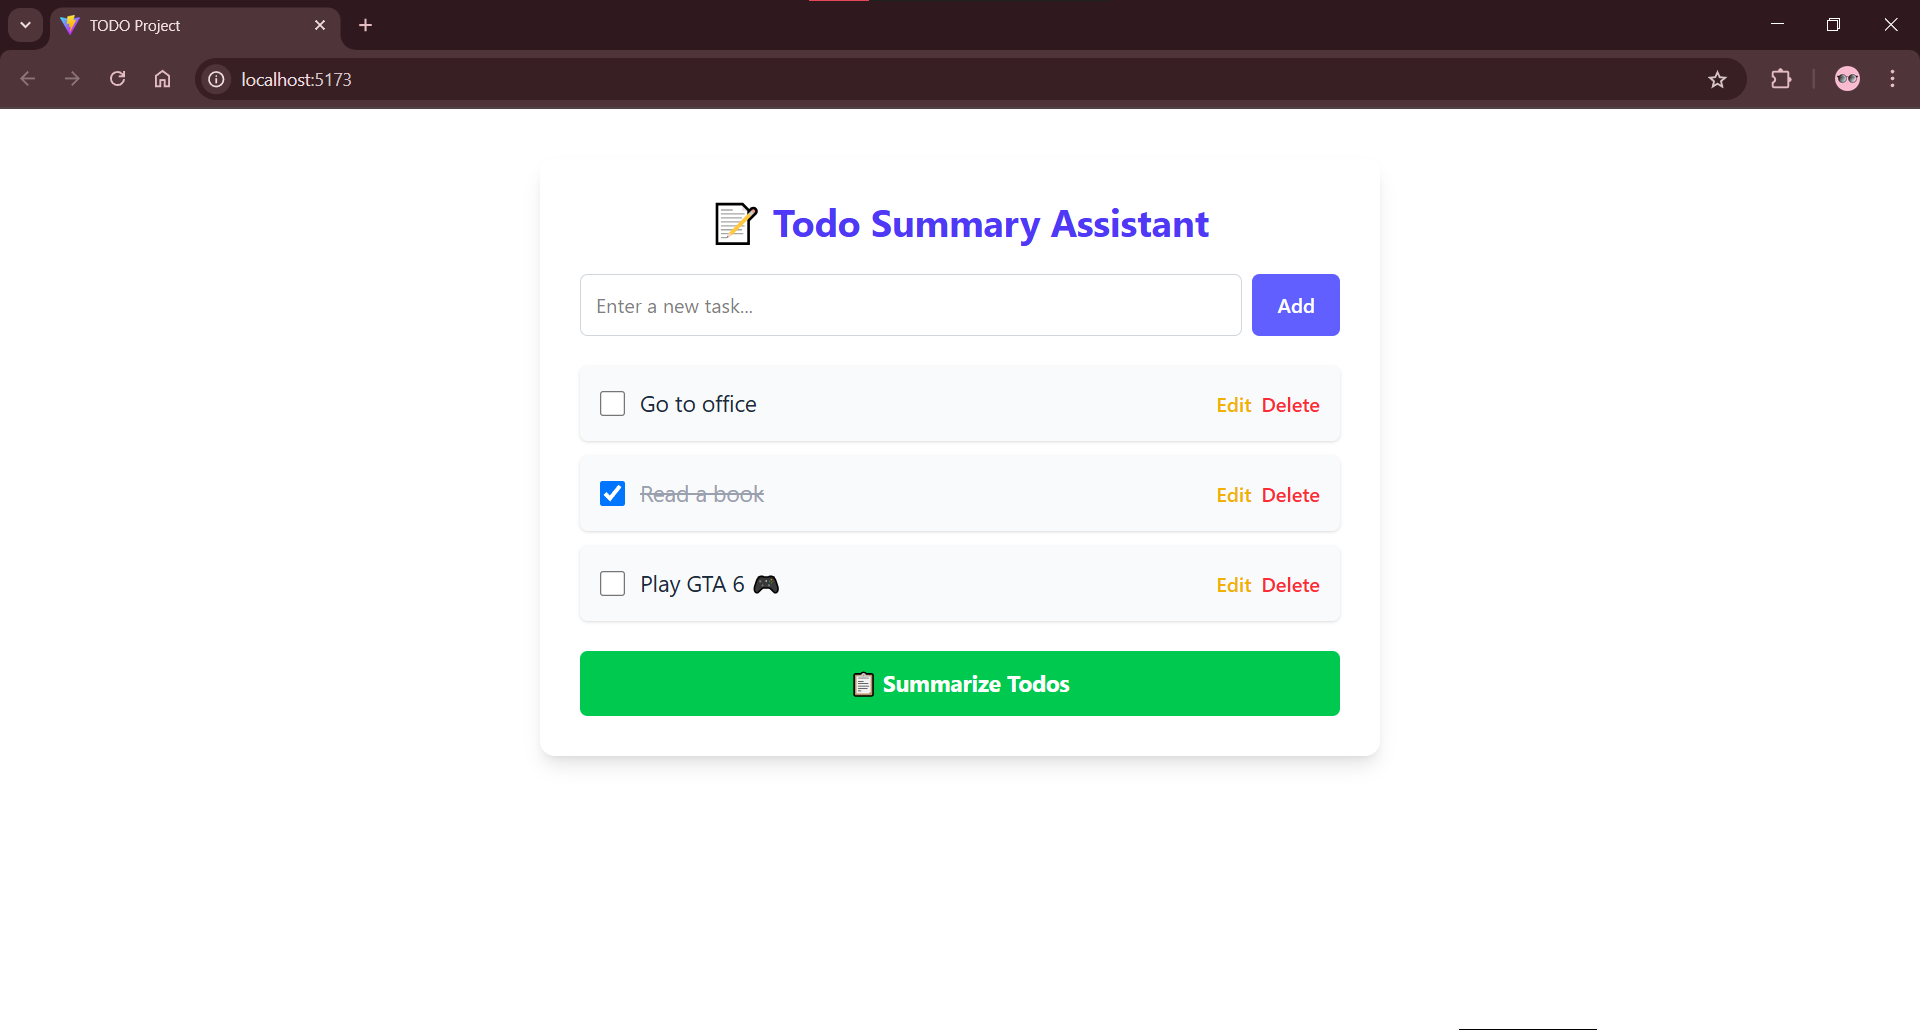 TODO Project
localhost:5173
📝 Todo Summary Assistant
Enter a new task...
Add
Go to office
Edit Delete
Read a book
Edit Delete
Play GTA 6 🎮
Edit Delete
📋 Summarize Todos